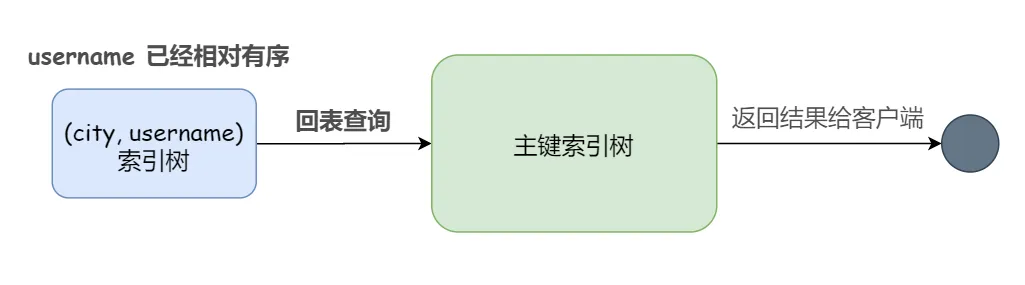 username 已经相对有序
(city, username)
索引树
回表查询
主键索引树
返回结果给客户端